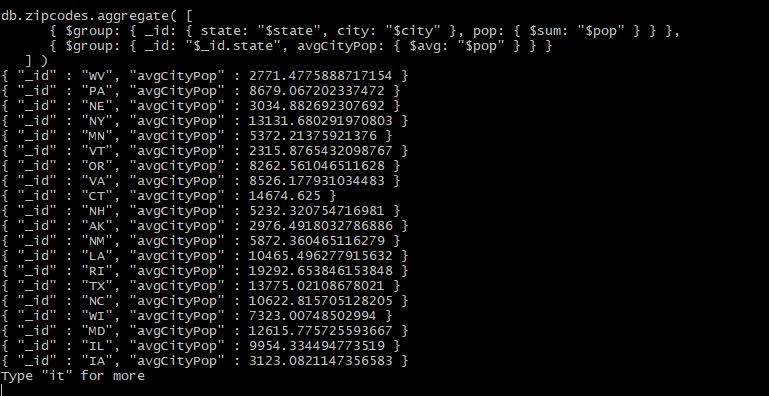 db.zipcodes.aggregate( [
{ $group: { _id: { state: "$state", city: "$city" }, pop: { $sum: "$pop" } } },
{ $group: { _id: "$_id.state", avgCityPop: { $avg: "$pop" } } }
] )
{ "_id" : "WV", "avgCityPop" : 2771.4775888717154 }
{ "_id" : "PA", "avgCityPop" : 8679.067202337472 }
{ "_id" : "NE", "avgCityPop" : 3034.882692307692 }
{ "_id" : "NY", "avgCityPop" : 13131.680291970803 }
{ "_id" : "MN", "avgCityPop" : 5372.21375921376 }
{ "_id" : "VT", "avgCityPop" : 2315.8765432098767 }
{ "_id" : "OR", "avgCityPop" : 8262.561046511628 }
{ "_id" : "VA", "avgCityPop" : 8526.177931034483 }
{ "_id" : "CT", "avgCityPop" : 14674.625 }
{ "_id" : "NH", "avgCityPop" : 5232.320754716981 }
{ "_id" : "AK", "avgCityPop" : 2976.4918032786886 }
{ "_id" : "NM", "avgCityPop" : 5872.360465116279 }
{ "_id" : "LA", "avgCityPop" : 10465.496277915632 }
{ "_id" : "RI", "avgCityPop" : 19292.653846153848 }
{ "_id" : "TX", "avgCityPop" : 13775.02108678021 }
{ "_id" : "NC", "avgCityPop" : 10622.815705128205 }
{ "_id" : "WI", "avgCityPop" : 7323.00748502994 }
{ "_id" : "MD", "avgCityPop" : 12615.775725593667 }
{ "_id" : "IL", "avgCityPop" : 9954.334494773519 }
{ "_id" : "IA", "avgCityPop" : 3123.0821147356583 }
Type "it" for more